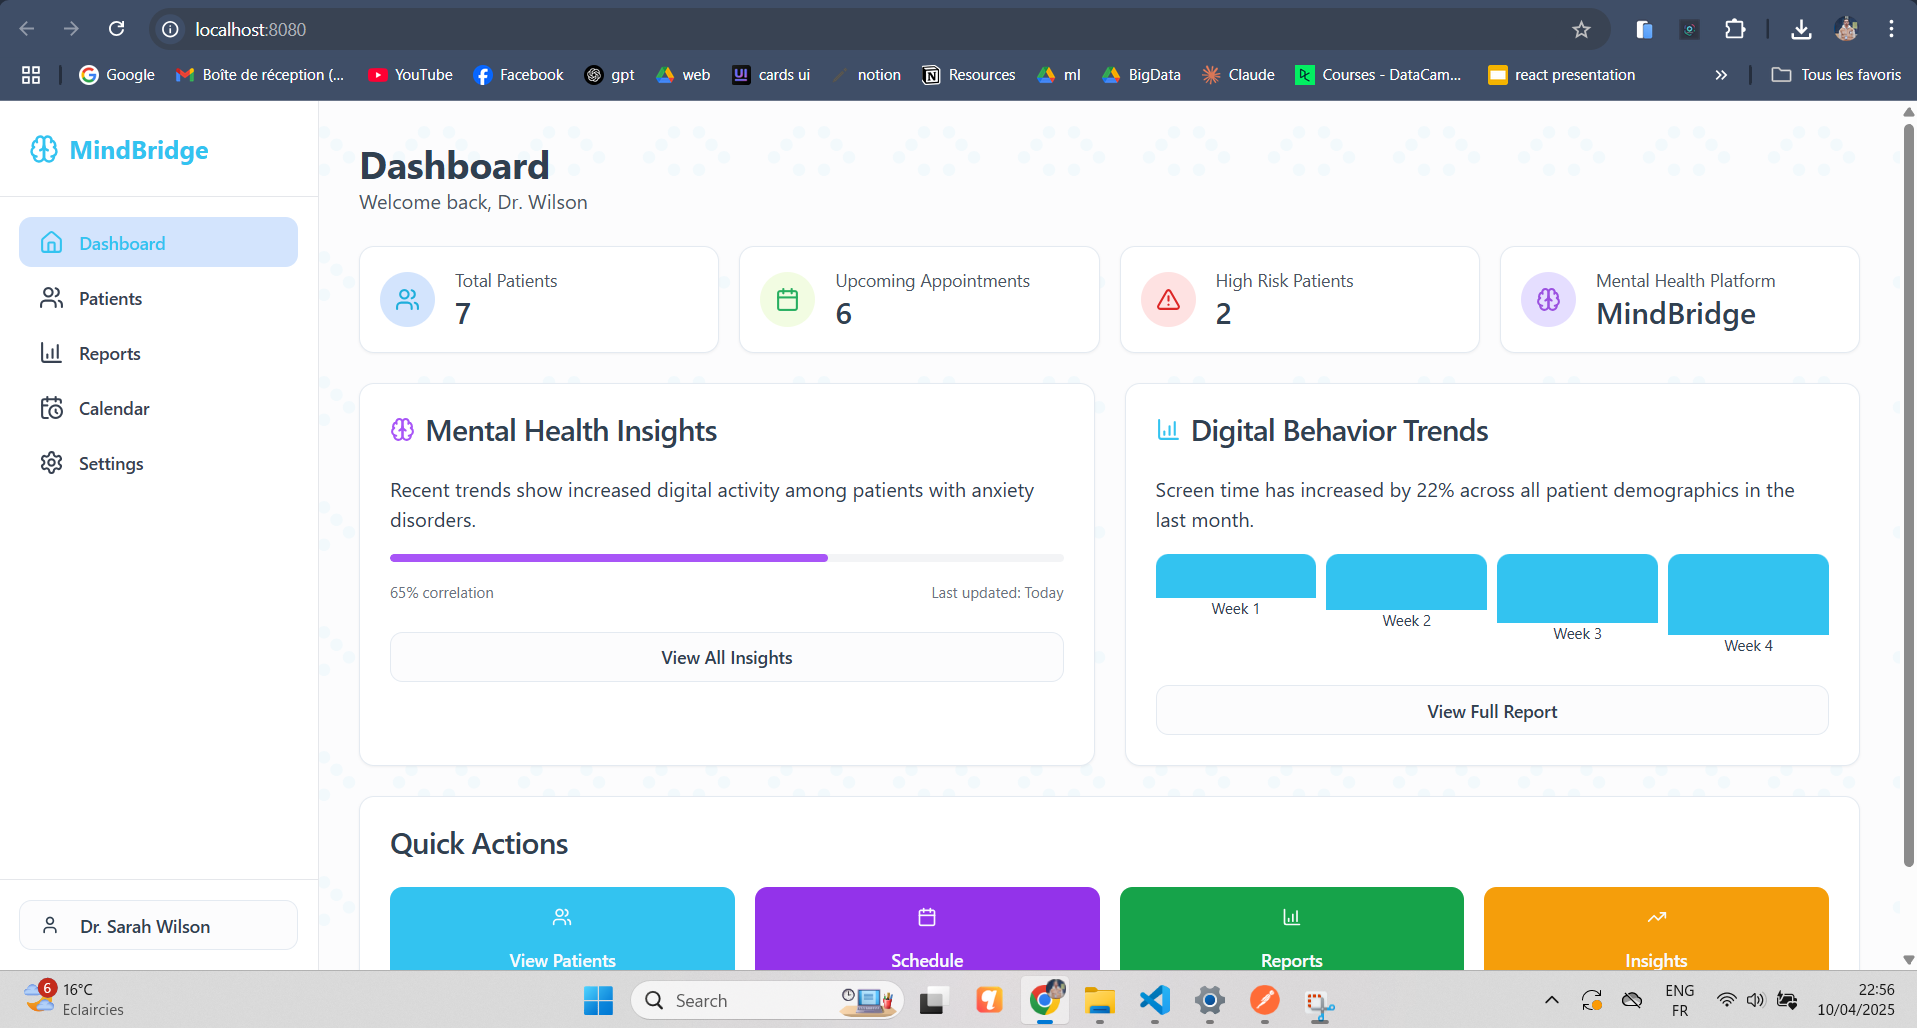 localhost:8080
Google
Boîte de réception (...
YouTube
Facebook
gpt
web
UI cards ui
notion
Resources
ml
BigData
Claude
Courses - DataCam...
react presentation
»
Tous les favoris
MindBridge
Dashboard
Patients
Reports
Calendar
Settings
Dr. Sarah Wilson
Dashboard
Welcome back, Dr. Wilson
Total Patients
7
Upcoming Appointments
6
High Risk Patients
2
Mental Health Platform
MindBridge
Mental Health Insights
Recent trends show increased digital activity among patients with anxiety
disorders.
65% correlation
Last updated: Today
View All Insights
Digital Behavior Trends
Screen time has increased by 22% across all patient demographics in the
last month.
Week 1
Week 2
Week 3
Week 4
View Full Report
Quick Actions
View Patients
Schedule
Reports
Insights
6
16°C
Eclaircies
Search
ENG
FR
22:56
10/04/2025